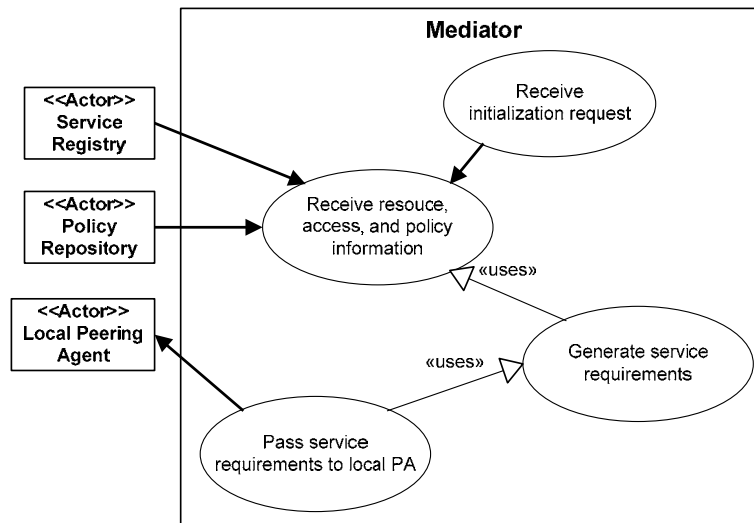 Mediator
<<Actor>>
Service
Registry
Receive
initialization request
<<Actor>>
Policy
Repository
Receive resouce,
access, and policy
information
«uses»
<<Actor>>
Local Peering
Agent
Generate service
requirements
«uses»
Pass service
requirements to local PA